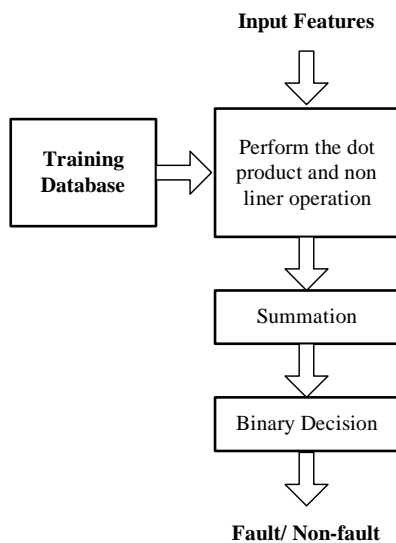 Input Features
Training
Database
Perform the dot
product and non
liner operation
Summation
Binary Decision
Fault/ Non-fault